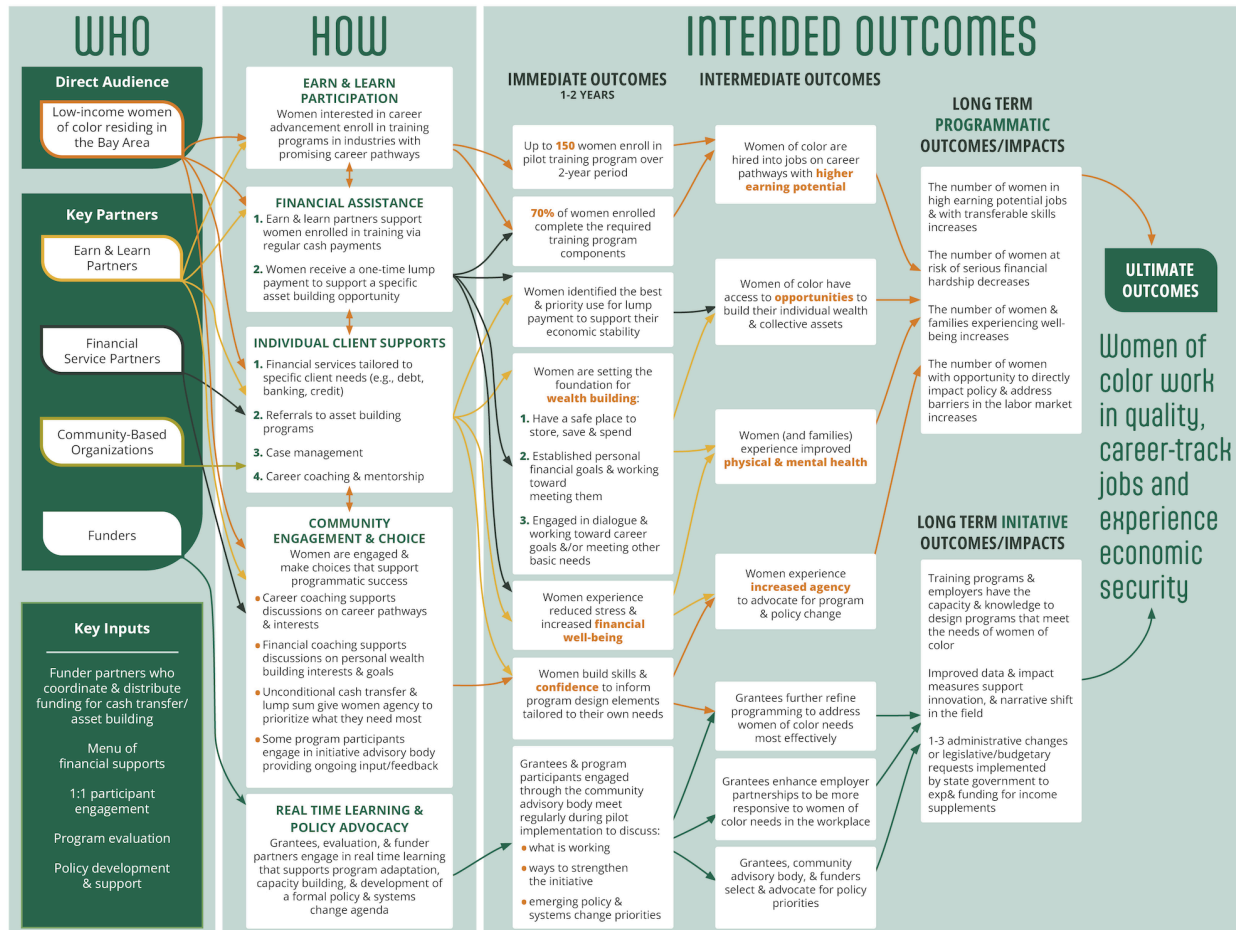 WHO
Direct Audience
Low-income women
of color residing in
the Bay Area
Key Partners
Earn & Learn
Partners
Financial
Service Partners
Community-Based
Organizations
Funders
Key Inputs
Funder partners who
coordinate & distribute
funding for cash transfer/
asset building
Menu of
financial supports
1:1 participant
engagement
Program evaluation
Policy development
& support
HOW
EARN & LEARN
PARTICIPATION
Women interested in career
advancement enroll in training
programs in industries with
promising career pathways
FINANCIAL ASSISTANCE
1. Earn & learn partners support
women enrolled in training via
regular cash payments
2. Women receive a one-time lump
payment to support a specific
asset building opportunity
INDIVIDUAL CLIENT SUPPORTS
1. Financial services tailored to
specific client needs (e.g., debt,
banking, credit)
2. Referrals to asset building
programs
3. Case management
4. Career coaching & mentorship
COMMUNITY
ENGAGEMENT & CHOICE
Women are engaged &
make choices that support
programmatic success
• Career coaching supports
discussions on career pathways
& interests
• Financial coaching supports
discussions on personal wealth
building interests & goals
• Unconditional cash transfer &
lump sum give women agency to
prioritize what they need most
• Some program participants
engage in initiative advisory body
providing ongoing input/feedback
REAL TIME LEARNING &
POLICY ADVOCACY
Grantees, evaluation, & funder
partners engage in real time learning
that supports program adaptation,
capacity building, & development of
a formal policy & systems
change agenda
INTENDED OUTCOMES
IMMEDIATE OUTCOMES
1-2 YEARS
Up to 150 women enroll in
pilot training program over
2-year period
70% of women enrolled
complete the required
training program
components
Women identified the best
& priority use for lump
payment to support their
economic stability
Women are setting the
foundation for
wealth building:
1. Have a safe place to
store, save & spend
2. Established personal
financial goals & working
toward
meeting them
3. Engaged in dialogue &
working toward career
goals &/or meeting other
basic needs
Women experience
reduced stress &
increased financial
well-being
Women build skills &
confidence to inform
program design elements
tailored to their own needs
Grantees & program
participants engaged
through the community
advisory body meet
regularly during pilot
implementation to discuss:
• what is working
• ways to strengthen
the initiative
• emerging policy &
systems change priorities
INTERMEDIATE OUTCOMES
Women of color are
hired into jobs on career
pathways with higher
earning potential
Women of color have
access to opportunities to
build their individual wealth
& collective assets
Women (and families)
experience improved
physical & mental health
Women experience
increased agency
to advocate for program
& policy change
Grantees further refine
programming to address
women of color needs
most effectively
Grantees enhance employer
partnerships to be more
responsive to women of
color needs in the workplace
Grantees, community
advisory body, & funders
select & advocate for policy
priorities
LONG TERM
PROGRAMMATIC
OUTCOMES/IMPACTS
The number of women in
high earning potential jobs
& with transferable skills
increases
The number of women at
risk of serious financial
hardship decreases
The number of women &
families experiencing well-
being increases
The number of women
with opportunity to directly
impact policy & address
barriers in the labor market
increases
LONG TERM INITATIVE
OUTCOMES/IMPACTS
Training programs &
employers have the
capacity & knowledge to
design programs that meet
the needs of women of
color
Improved data & impact
measures support
innovation, & narrative shift
in the field
1-3 administrative changes
or legislative/budgetary
requests implemented
by state government to
exp& funding for income
supplements
ULTIMATE
OUTCOMES
Women of
color work
in quality,
career-track
jobs and
experience
economic
security